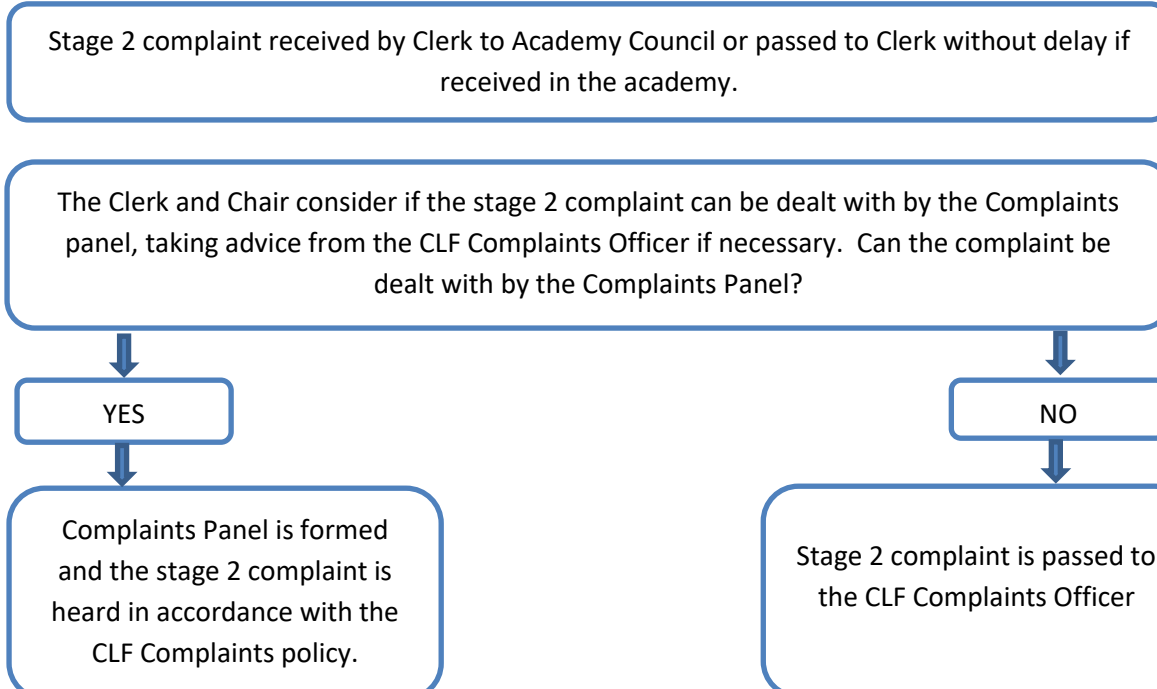 Stage 2 complaint received by Clerk to Academy Council or passed to Clerk without delay if
received in the academy.
The Clerk and Chair consider if the stage 2 complaint can be dealt with by the Complaints
panel, taking advice from the CLF Complaints Officer if necessary.  Can the complaint be
dealt with by the Complaints Panel?
YES
NO
Complaints Panel is formed
and the stage 2 complaint is
heard in accordance with the
CLF Complaints policy.
Stage 2 complaint is passed to
the CLF Complaints Officer